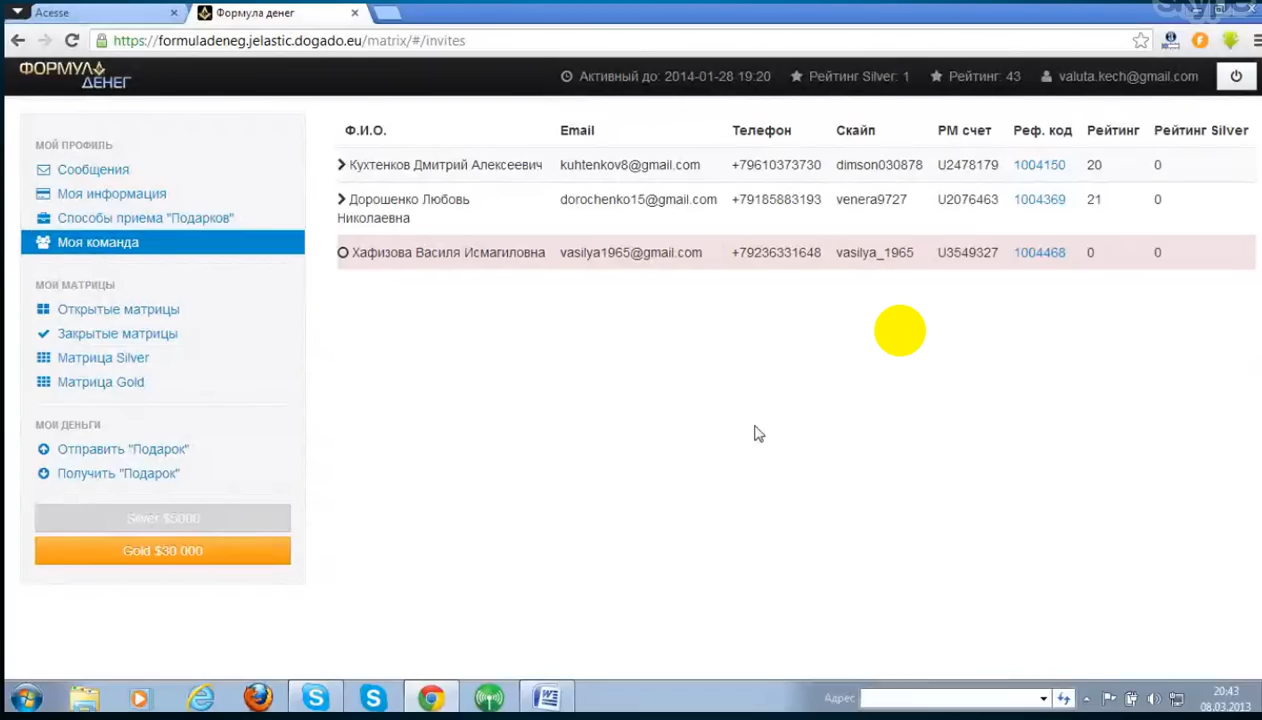 Acesse
Формула денег
https://formuladeneg.jelastic.dogado.eu/matrix/#/invites
ФОРМУЛА
ДЕНЕГ
Активный до: 2014-01-28 19:20 Рейтинг Silver: 1 Рейтинг: 43 valuta.kech@gmail.com
МОЙ ПРОФИЛЬ
Сообщения
Моя информация
Способы приема "Подарков"
Моя команда
МОИ МАТРИЦЫ
Открытые матрицы
Закрытые матрицы
Матрица Silver
Матрица Gold
МОИ ДЕНЬГИ
Отправить "Подарок"
Получить "Подарок"
Silver $5000
Gold $30 000
Ф.И.О. Email Телефон Скайп PM счет Реф. код Рейтинг Рейтинг Silver
Кухтенков Дмитрий Алексеевич kuhtenkov8@gmail.com +79610373730 dimson030878 U2478179 1004150 20 0
Дорошенко Любовь dorochenko15@gmail.com +79185883193 venera9727 U2076463 1004369 21 0
Николаевна
Хафизова Василя Исмагиловна vasilya1965@gmail.com +79236331648 vasilya_1965 U3549327 1004468 0 0
Адрес
20:43
08.03.2013